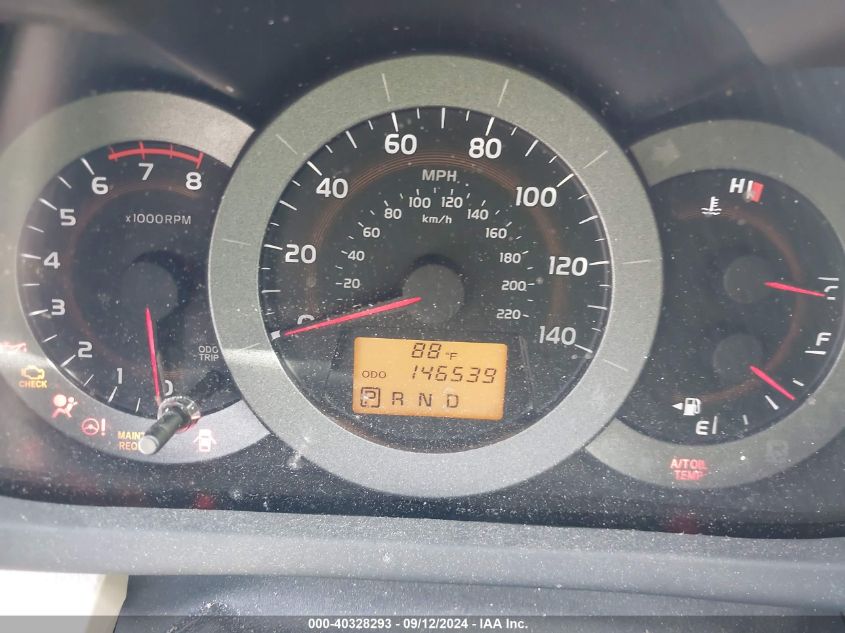 x1000RPM
0
1
2
3
4
5
6
7
8
ODO
TRIP
CHECK
MAINT
REQD
MPH
0
20
40
60
80
100
120
140
km/h
20
40
60
80
100
120
140
160
180
200
220
88 °F
ODO 146539
P R N D
H
C
F
E
A/T OIL
TEMP
000-40328293 - 09/12/2024 - IAA Inc.